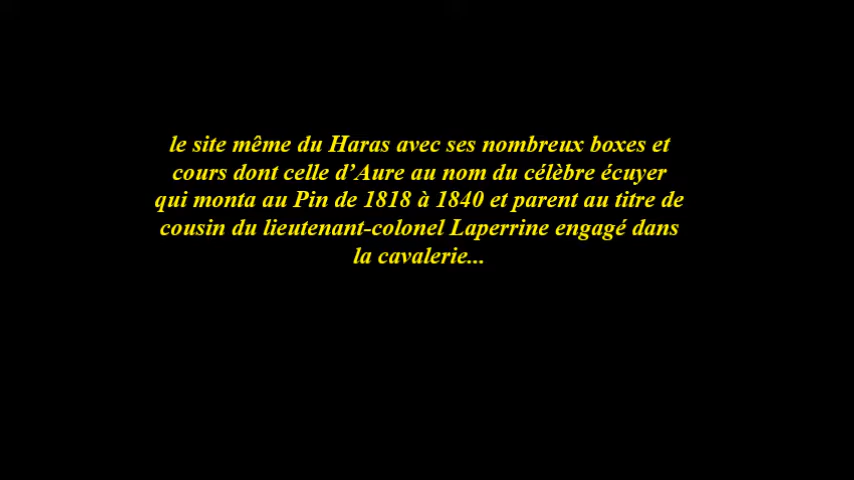 le site même du Haras avec ses nombreux boxes et
cours dont celle d’Aure au nom du célèbre écuyer
qui monta au Pin de 1818 à 1840 et parent au titre de
cousin du lieutenant-colonel Laperrine engagé dans
la cavalerie...